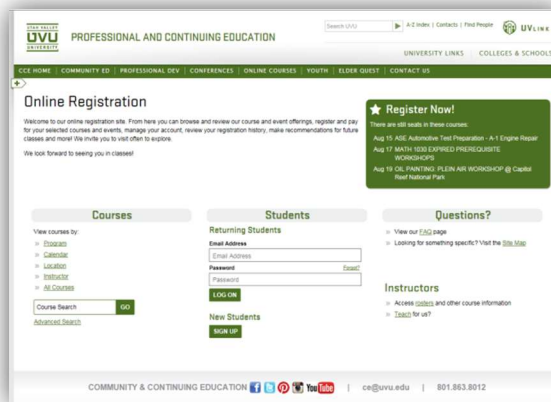 UTAH VALLEY
UVU
UNIVERSITY
PROFESSIONAL AND CONTINUING EDUCATION
Search UVU
A-Z Index | Contacts | Find People
UVLINK
UNIVERSITY LINKS | COLLEGES & SCHOOLS
CCE HOME | COMMUNITY ED | PROFESSIONAL DEV | CONFERENCES | ONLINE COURSES | YOUTH | ELDER QUEST | CONTACT US
Online Registration
Welcome to our online registration site. From here you can browse and review our course and event offerings, register and pay
for your selected courses and events, manage your account, review your registration history, make recommendations for future
classes and more! We invite you to visit often to explore.
We look forward to seeing you in classes!
Register Now!
There are still seats in these courses.
Aug 15 ASE Automotive Test Preparation - A-1 Engine Repair
Aug 17 MATH 1030 EXPIRED PREREQUISITE
WORKSHOPS
Aug 19 OIL PAINTING: PLEIN AIR WORKSHOP @ Capitol
Reef National Park
Courses
View courses by:
» Program
» Calendar
» Location
» Instructor
» All Courses
Course Search GO
Advanced Search
Students
Returning Students
Email Address
Email Address
Password Forgot?
Password
LOG ON
New Students
SIGN UP
Questions?
» View our FAQ page
» Looking for something specific? Visit the Site Map
Instructors
» Access rosters and other course information
» Teach for us?
COMMUNITY & CONTINUING EDUCATION You Tube | ce@uvu.edu | 801.863.8012